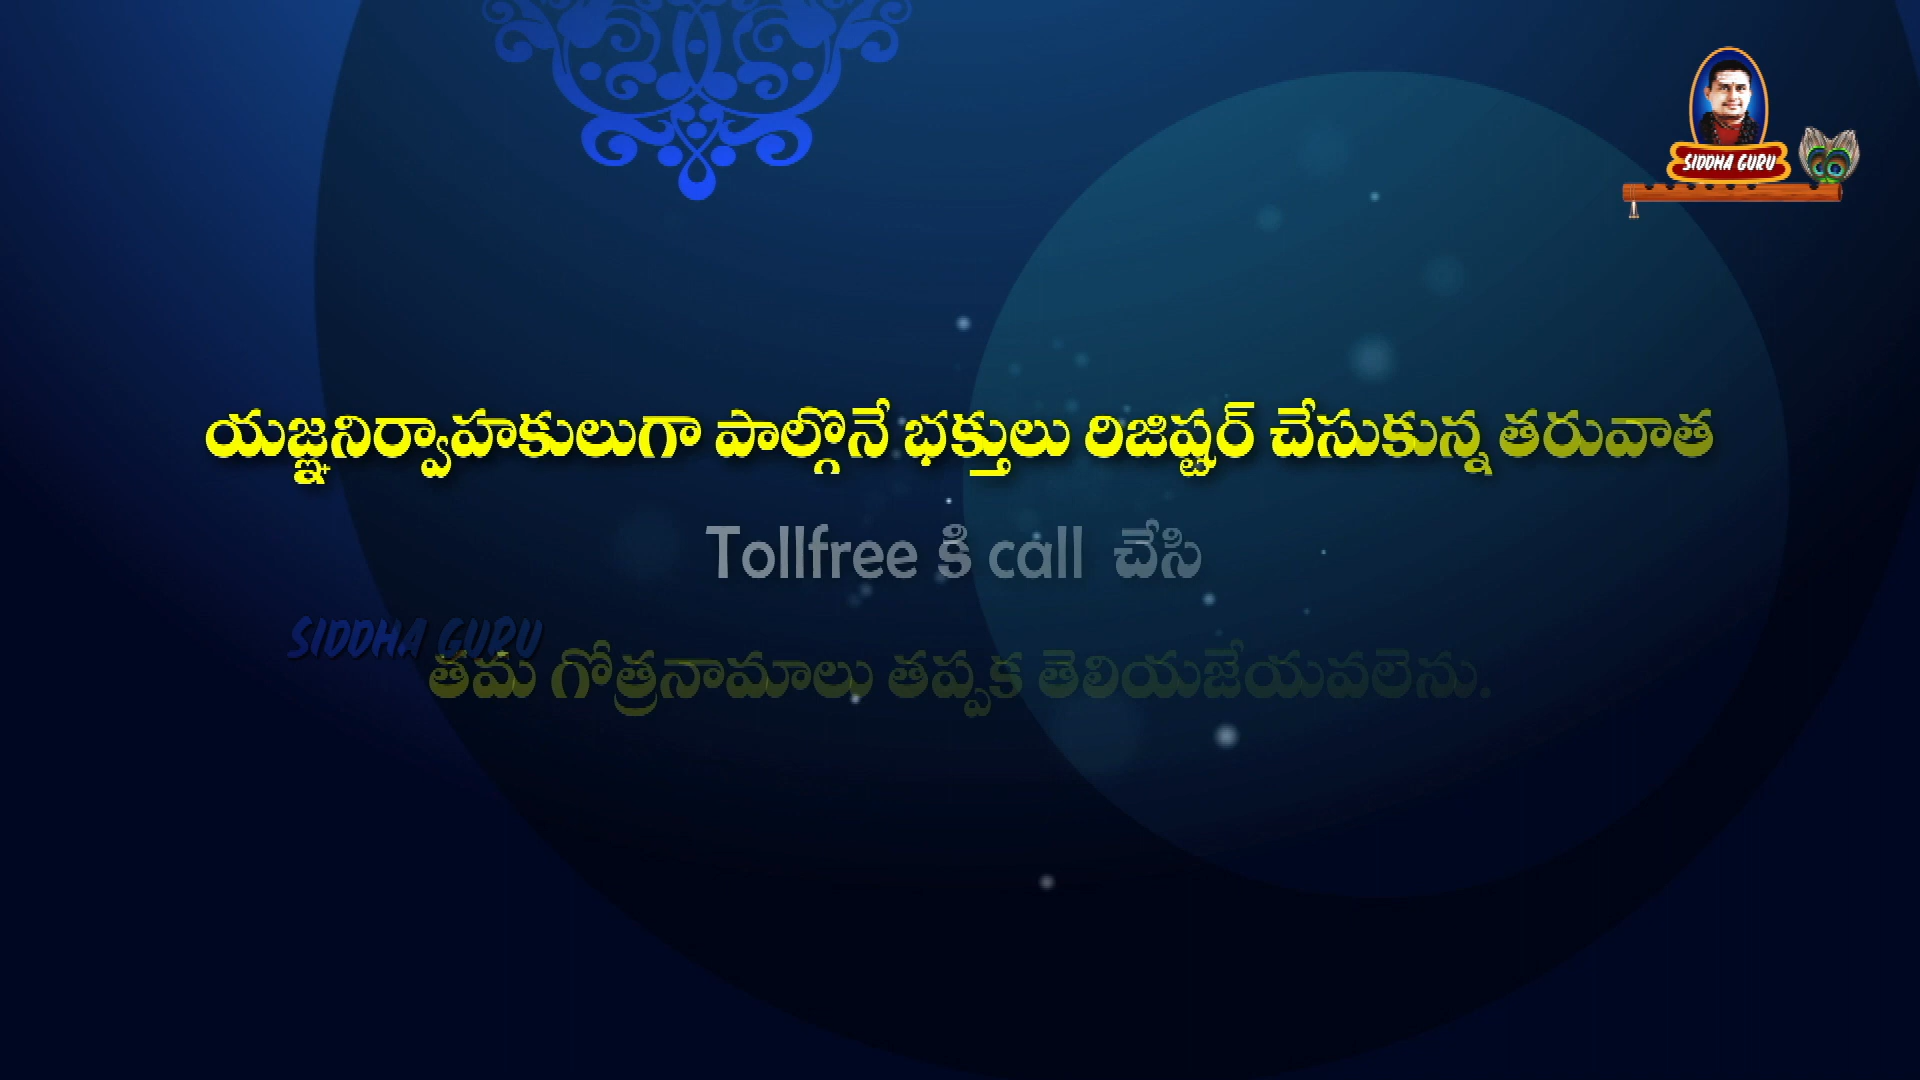 SIDDHA GURU
యజ్ఞనిర్వాహకులుగా పాల్గొనే భక్తులు రిజిష్టర్ చేసుకున్న తరువాత
Tollfree కి call చేసి
SIDDHA GURU
తమ గోత్రనామాలు తప్పక తెలియజేయవలెను.